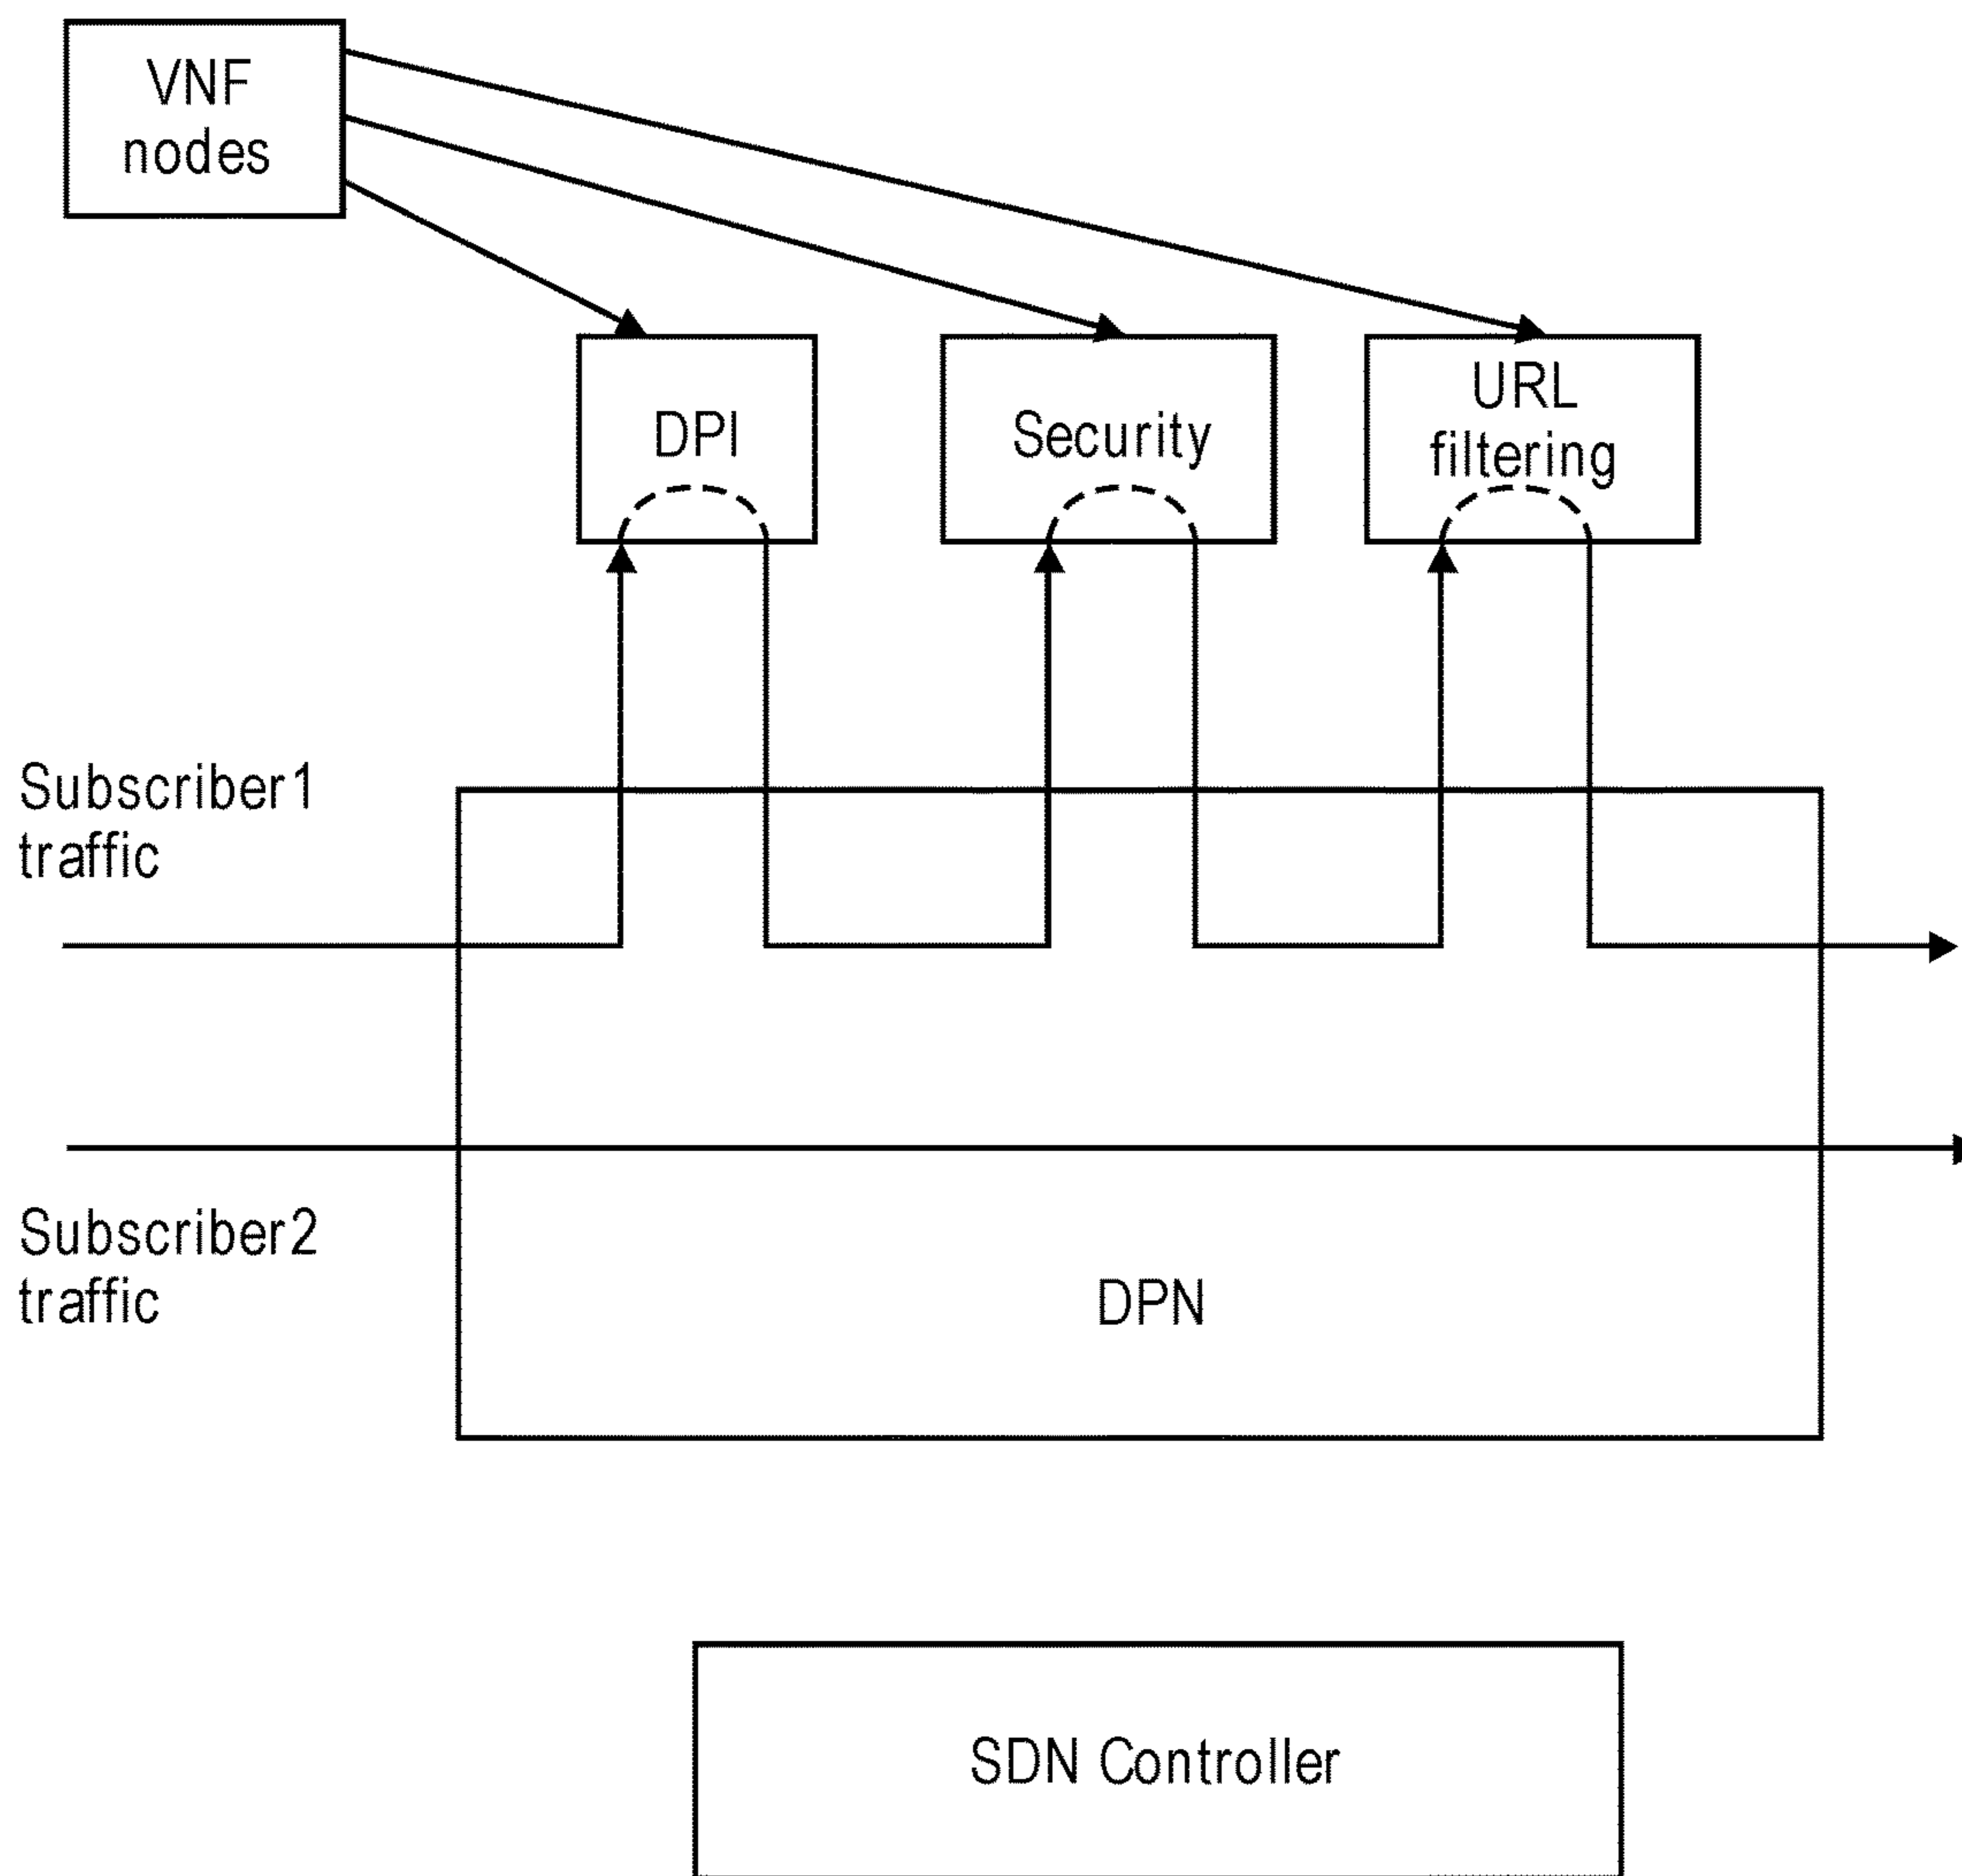 VNF
nodes
DPI
Security
URL
filtering
Subscriber1
traffic
Subscriber2
traffic
DPN
SDN Controller